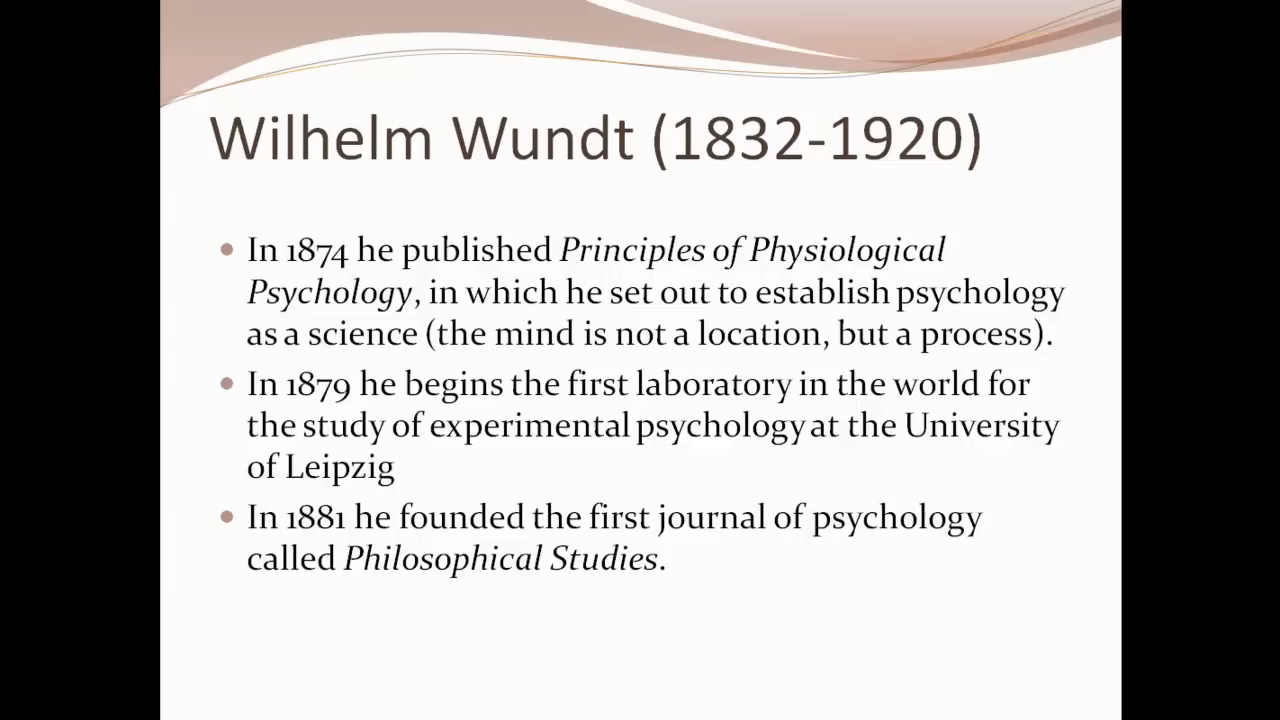 Wilhelm Wundt (1832-1920)
In 1874 he published Principles of Physiological
Psychology, in which he set out to establish psychology
as a science (the mind is not a location, but a process).
In 1879 he begins the first laboratory in the world for
the study of experimental psychology at the University
of Leipzig
In 1881 he founded the first journal of psychology
called Philosophical Studies.